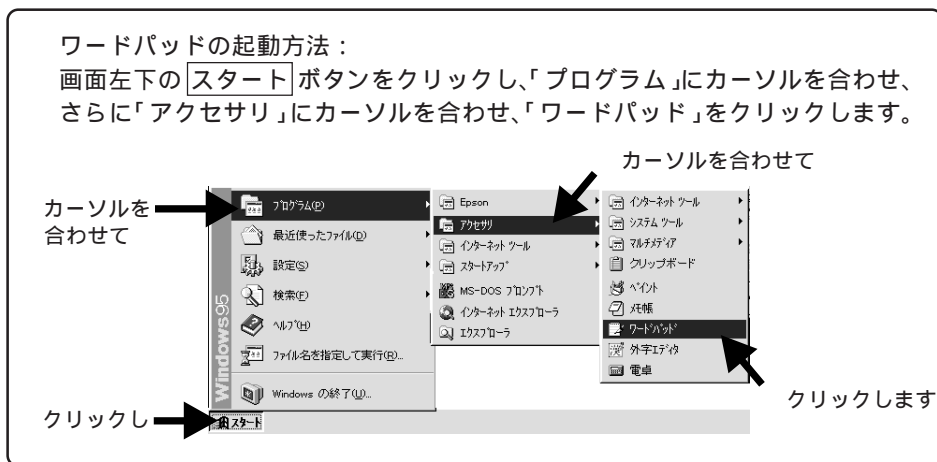 ワードパッドの起動方法：
画面左下の スタート ボタンをクリックし、「プログラム」にカーソルを合わせ、
さらに「アクセサリ」にカーソルを合わせ、「ワードパッド」をクリックします。
カーソルを合わせて
カーソルを
合わせて
プログラム(P)
最近使ったファイル(D)
設定(S)
検索(F)
ヘルプ(H)
ファイル名を指定して実行(R)...
Windows の終了(U)...
Windows95
Epson
アクセサリ
インターネット ツール
スタートアップ
MS-DOS プロンプト
インターネット エクスプローラ
エクスプローラ
インターネット ツール
システム ツール
マルチメディア
クリップボード
ペイント
メモ帳
ワードパッド
外字エディタ
電卓
クリックします
クリックし
スタート